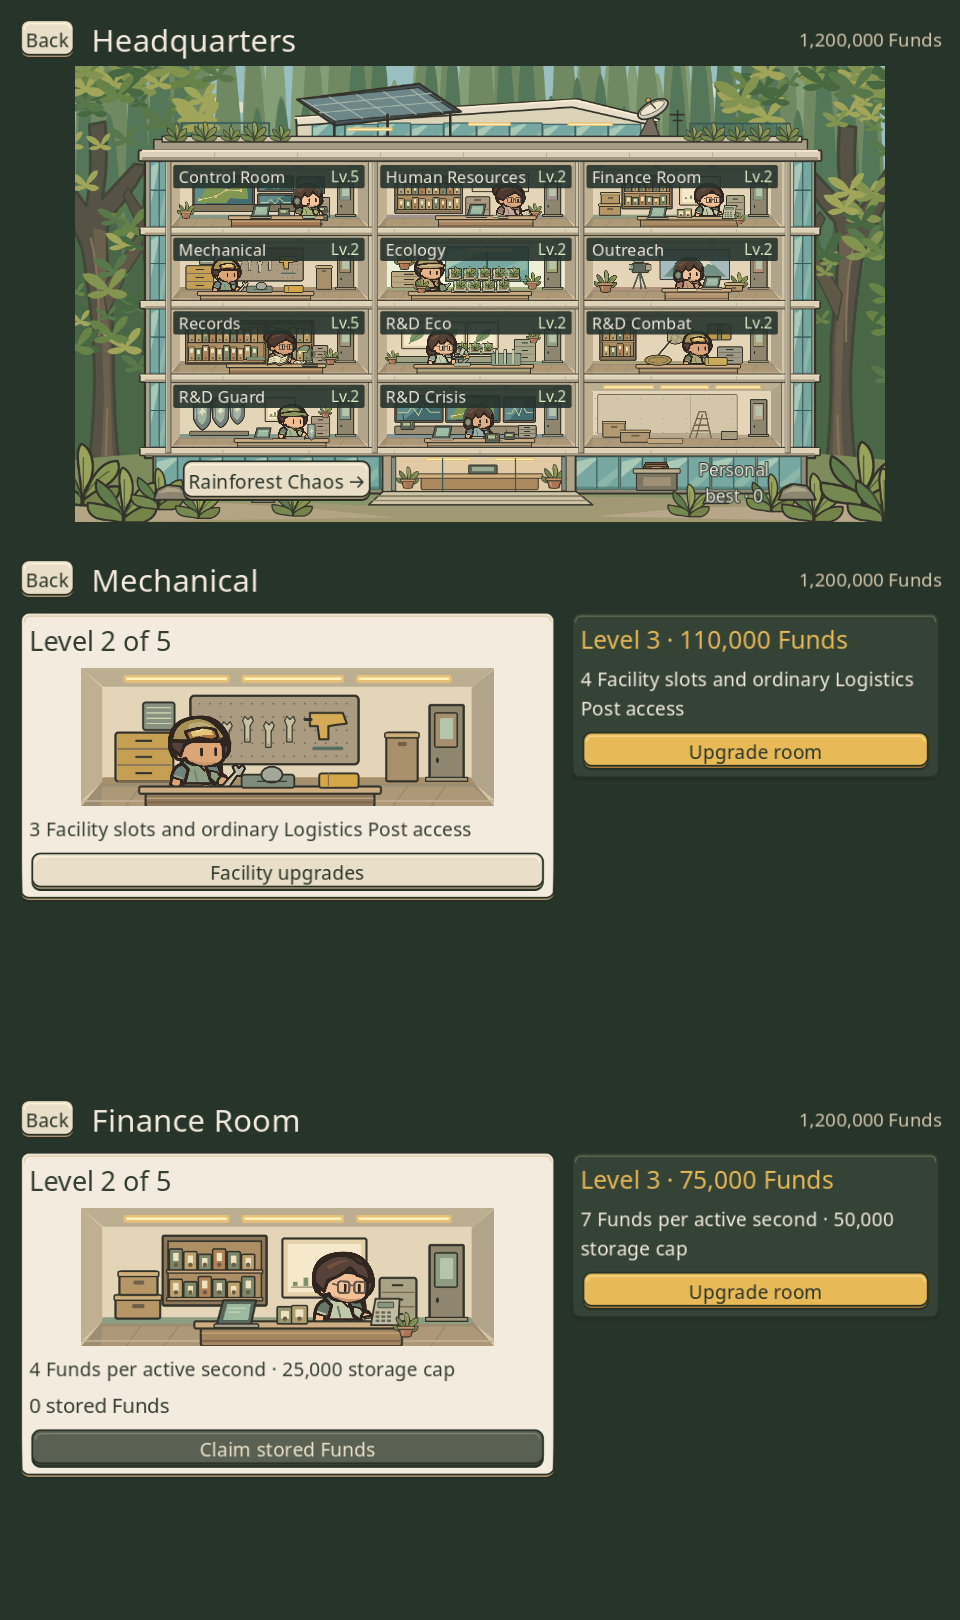 Back Headquarters 1,200,000 Funds
Control Room Lv.5 Human Resources Lv.2 Finance Room Lv.2
Mechanical Lv.2 Ecology Lv.2 Outreach Lv.2
Records Lv.5 R&D Eco Lv.2 R&D Combat Lv.2
R&D Guard Lv.2 R&D Crisis Lv.2
Rainforest Chaos →
Personal
best · 0
Back Mechanical 1,200,000 Funds
Level 2 of 5
3 Facility slots and ordinary Logistics Post access
Facility upgrades
Level 3 · 110,000 Funds
4 Facility slots and ordinary Logistics
Post access
Upgrade room
Back Finance Room 1,200,000 Funds
Level 2 of 5
4 Funds per active second · 25,000 storage cap
0 stored Funds
Claim stored Funds
Level 3 · 75,000 Funds
7 Funds per active second · 50,000
storage cap
Upgrade room